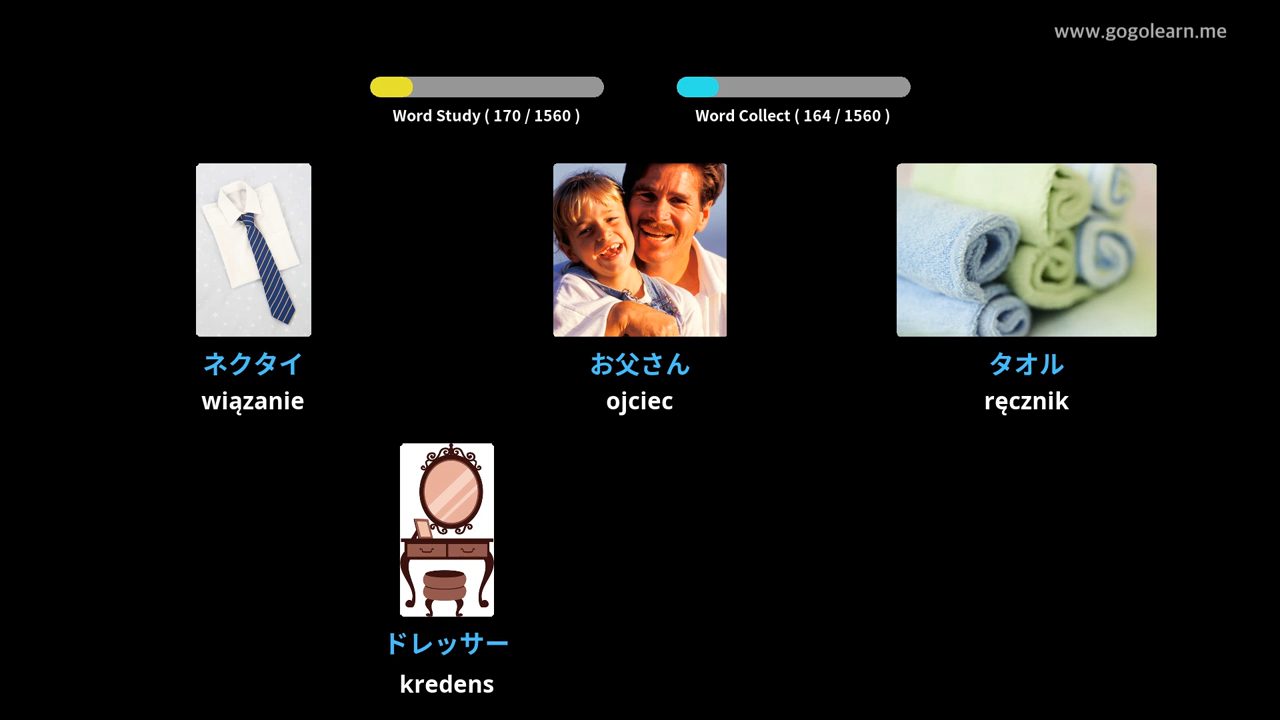 www.gogolearn.me
Word Study ( 170 / 1560 )
Word Collect ( 164 / 1560 )
ネクタイ
wiązanie
お父さん
ojciec
タオル
ręcznik
ドレッサー
kredens